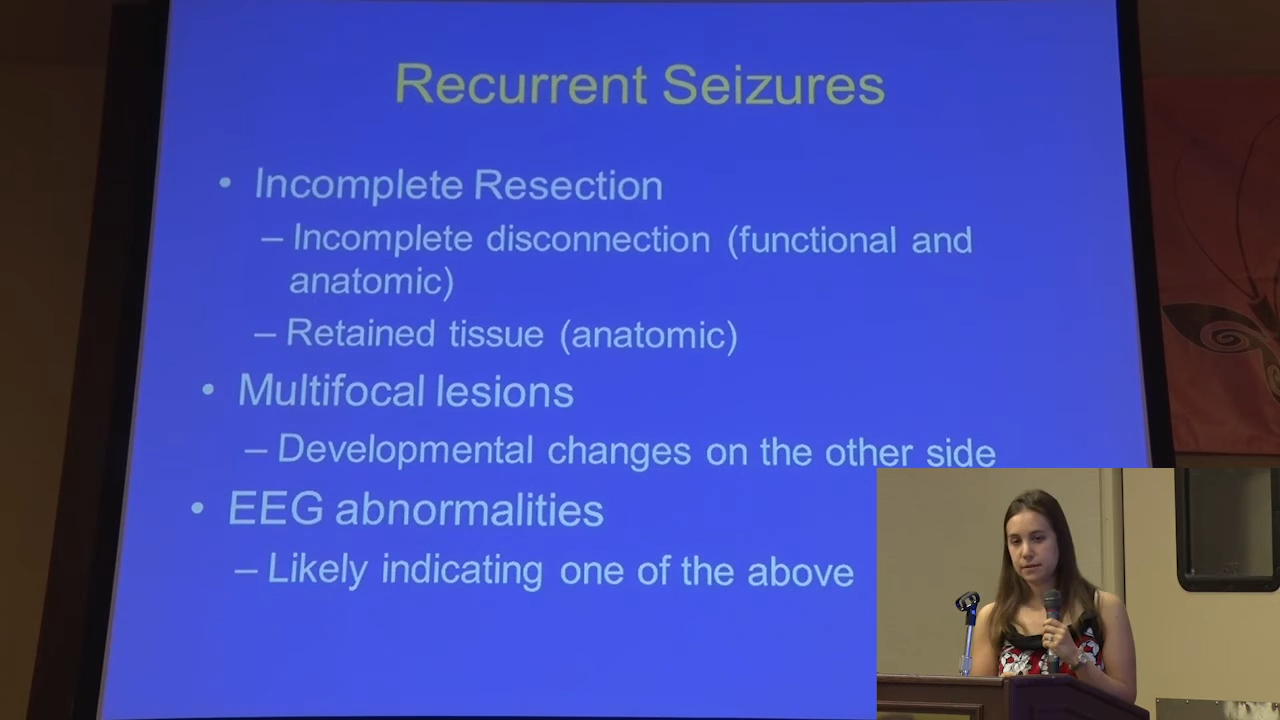 Recurrent Seizures
• Incomplete Resection
– Incomplete disconnection (functional and
anatomic)
– Retained tissue (anatomic)
• Multifocal lesions
– Developmental changes on the other side
• EEG abnormalities
– Likely indicating one of the above